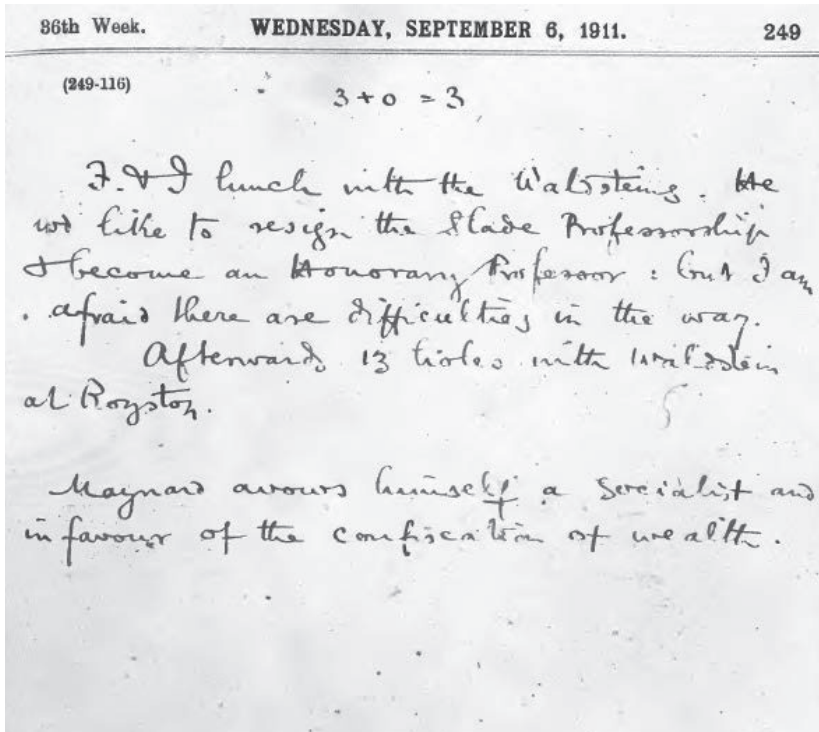 36th Week. WEDNESDAY, SEPTEMBER 6, 1911. 249
(249-116)
3 + 0 = 3
F. & I lunch with the Waldsteins. He
wd like to resign the Slade Professorship
& become an Honorary Professor : but I am
afraid there are difficulties in the way.
Afterwards 13 holes with Waldstein
at Royston.
Maynard avows himself a Socialist and
in favour of the confiscation of wealth.